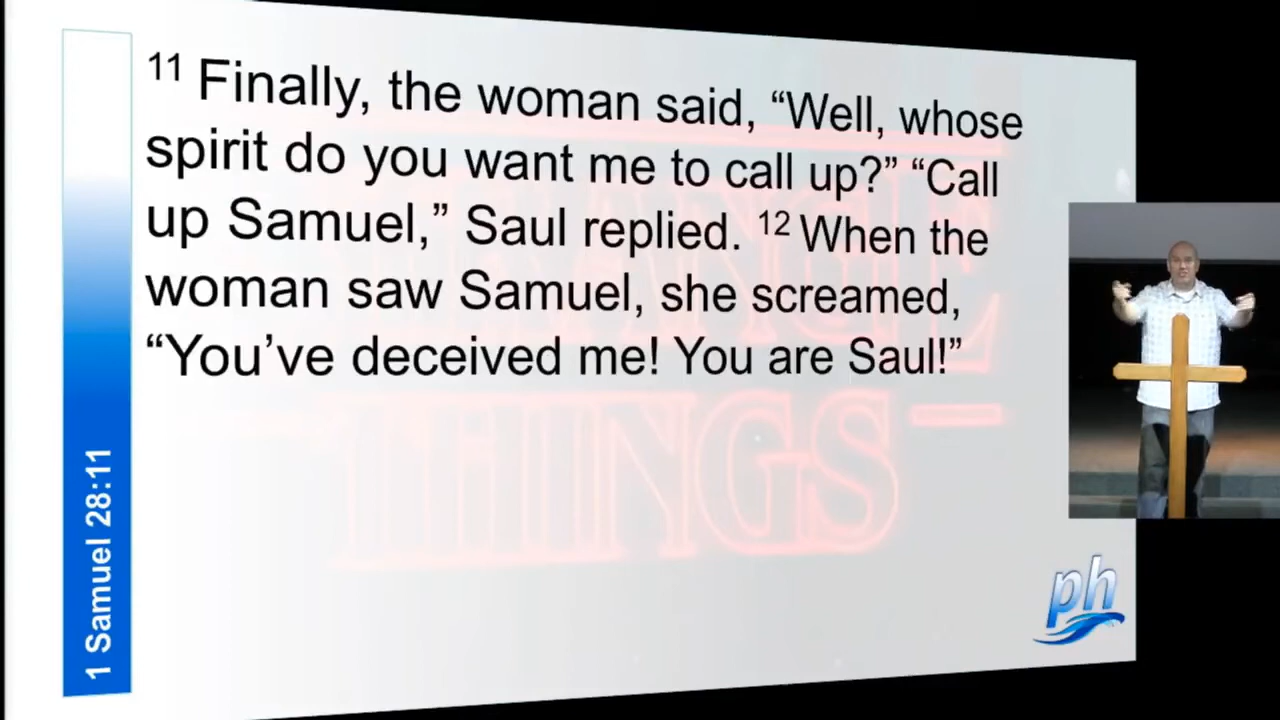 11 Finally, the woman said, “Well, whose
spirit do you want me to call up?” “Call
up Samuel,” Saul replied. 12 When the
woman saw Samuel, she screamed,
“You’ve deceived me! You are Saul!”
STRANGE
THINGS
1 Samuel 28:11
ph